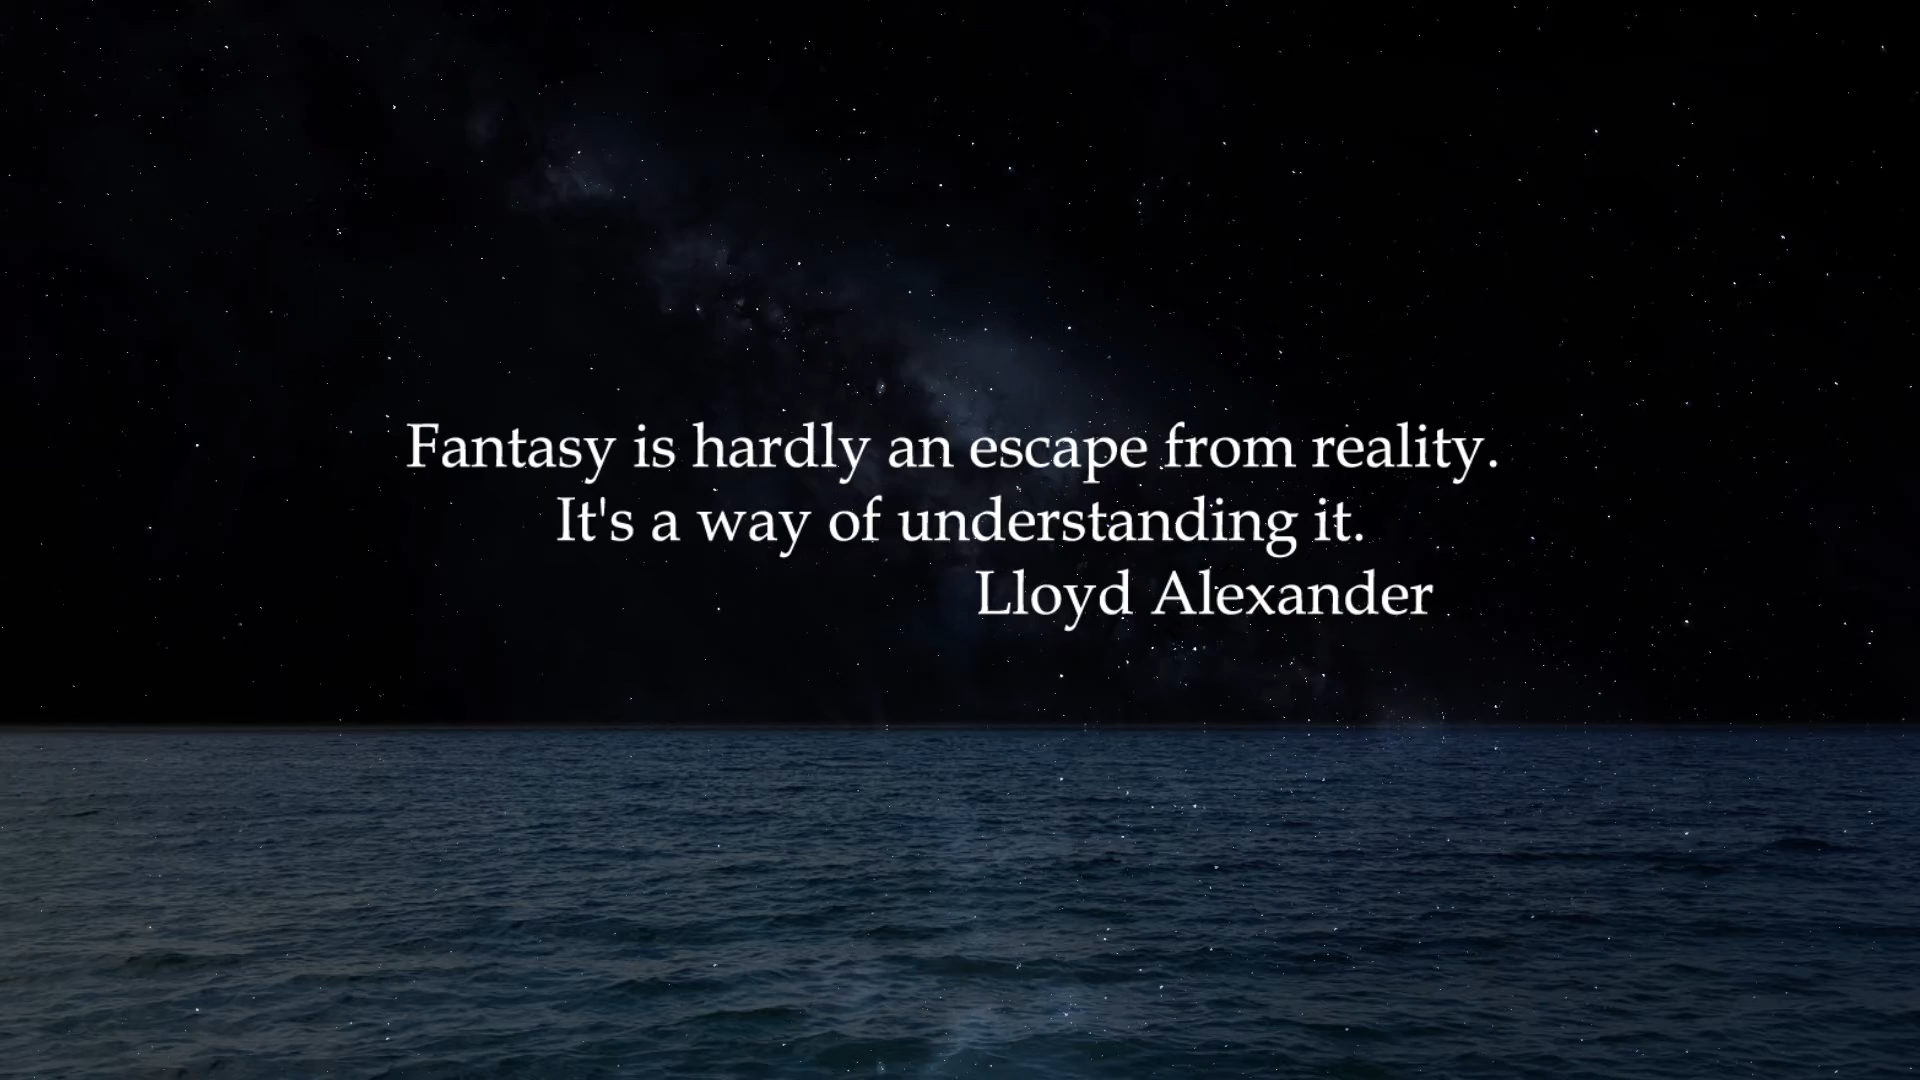 Fantasy is hardly an escape from reality.
It's a way of understanding it.
Lloyd Alexander